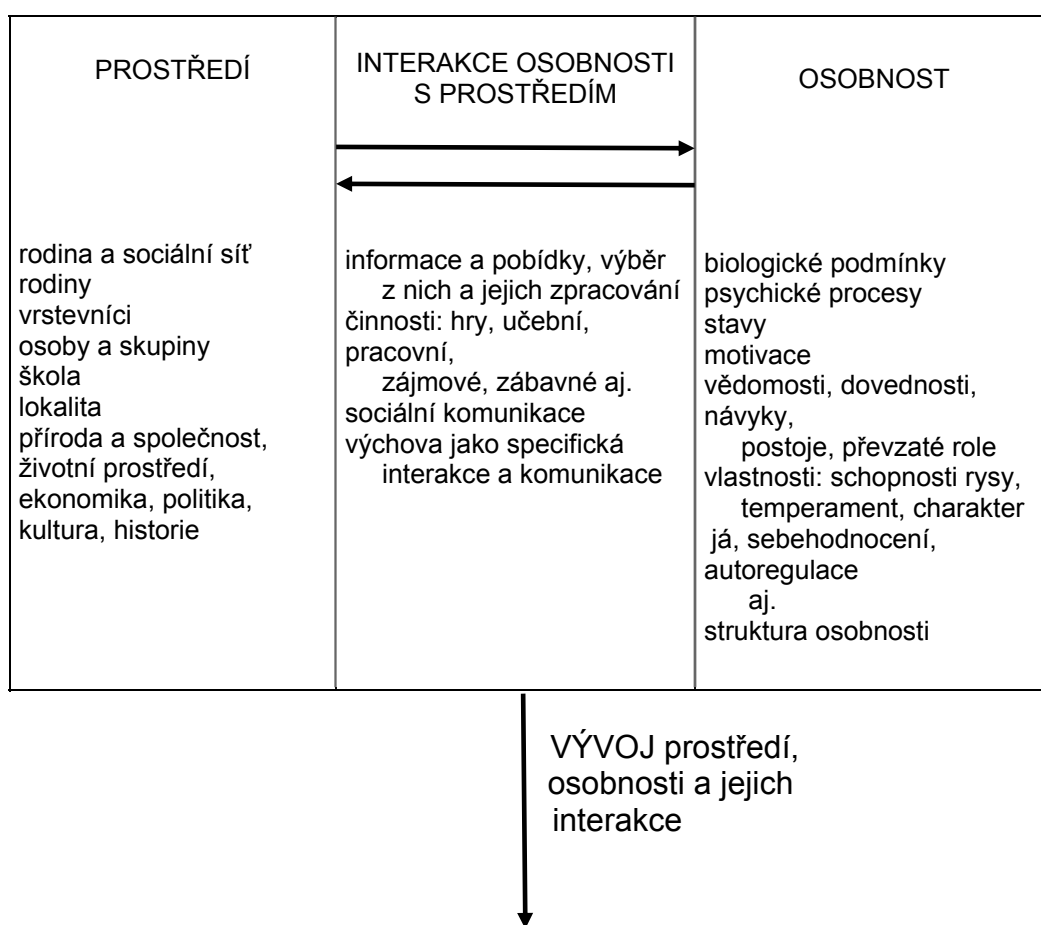 PROSTŘEDÍ
INTERAKCE OSOBNOSTI
S PROSTŘEDÍM
OSOBNOST
rodina a sociální síť
rodiny
vrstevníci
osoby a skupiny
škola
lokalita
příroda a společnost,
životní prostředí,
ekonomika, politika,
kultura, historie
informace a pobídky, výběr
z nich a jejich zpracování
činnosti: hry, učební,
pracovní,
zájmové, zábavné aj.
sociální komunikace
výchova jako specifická
interakce a komunikace
biologické podmínky
psychické procesy
stavy
motivace
vědomosti, dovednosti,
návyky,
postoje, převzaté role
vlastnosti: schopnosti rysy,
temperament, charakter
já, sebehodnocení,
autoregulace
aj.
struktura osobnosti
VÝVOJ prostředí,
osobnosti a jejich
interakce